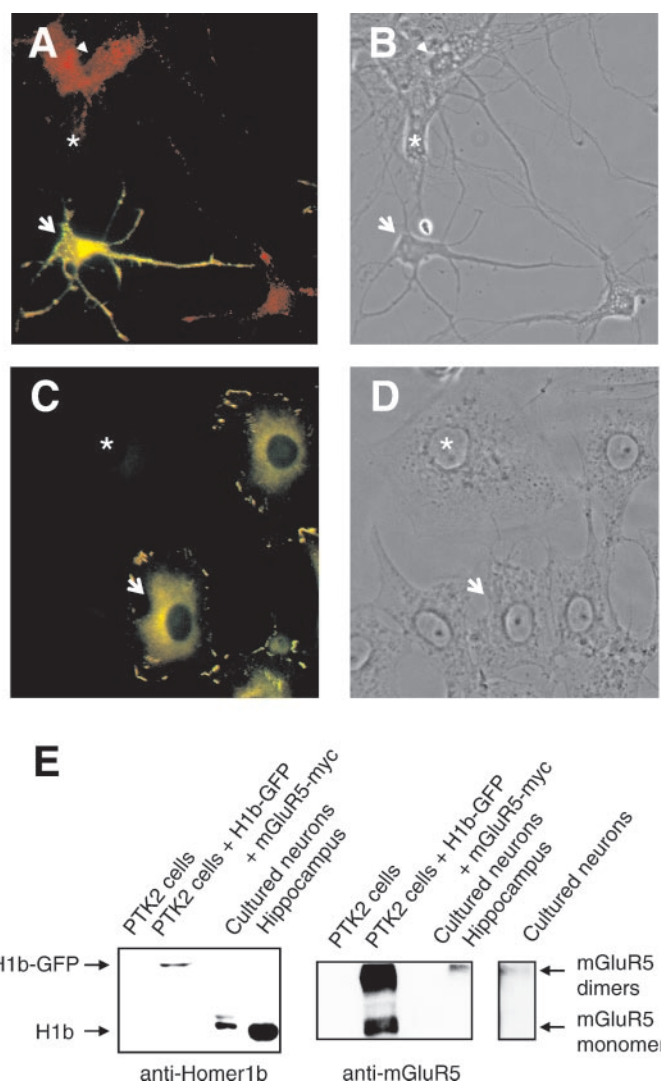 A
B
*
*
C
D
*
*
E
PTK2 cells
PTK2 cells + H1b-GFP
+ mGluR5-myc
Cultured neurons
Hippocampus
PTK2 cells
PTK2 cells + H1b-GFP
+ mGluR5-myc
Cultured neurons
Hippocampus
Cultured neurons
H1b-GFP
H1b
mGluR5
dimers
mGluR5
monomer
anti-Homer1b
anti-mGluR5